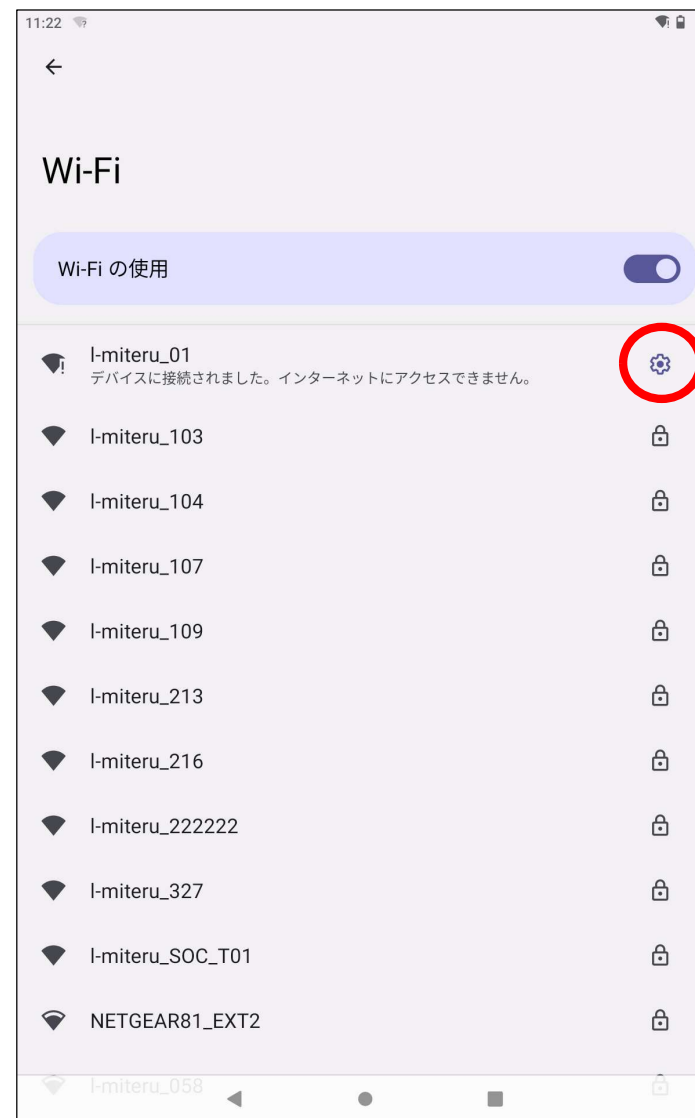 11:22
Wi-Fi
Wi-Fi の使用
l-miteru_01
デバイスに接続されました。インターネットにアクセスできません。
l-miteru_103
l-miteru_104
l-miteru_107
l-miteru_109
l-miteru_213
l-miteru_216
l-miteru_222222
l-miteru_327
l-miteru_SOC_T01
NETGEAR81_EXT2
l-miteru_058